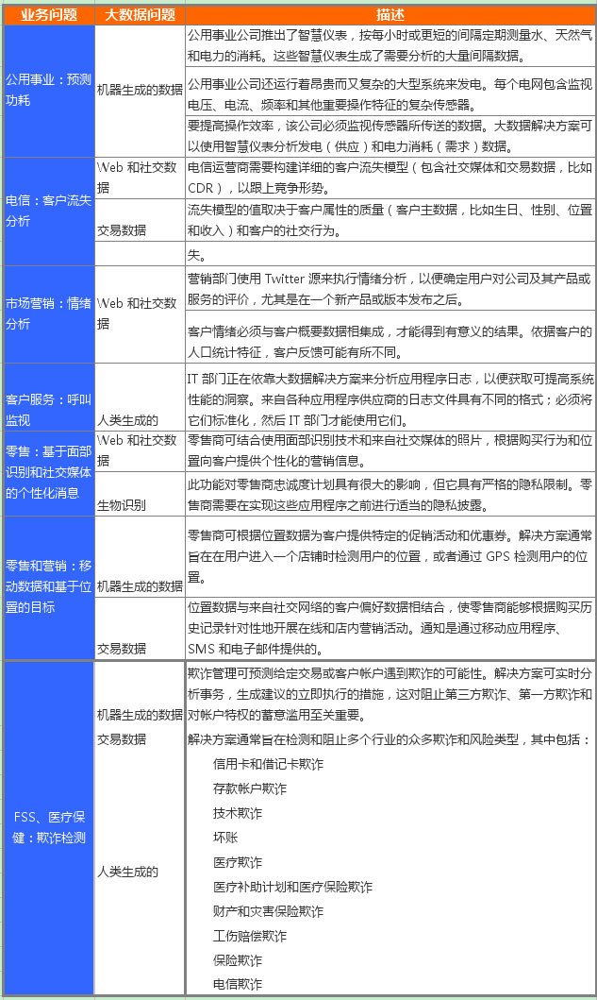 业务问题 大数据问题 描述
公用事业：预测
功耗
机器生成的数据
公用事业公司推出了智慧仪表，按每小时或更短的间隔定期测量水、天然气
和电力的消耗。这些智慧仪表生成了需要分析的大量间隔数据。
公用事业公司还运行着昂贵而又复杂的大型系统来发电。每个电网包含监视
电压、电流、频率和其他重要操作特征的复杂传感器。
要提高操作效率，该公司必须监视传感器所传送的数据。大数据解决方案可
以使用智慧仪表分析发电（供应）和电力消耗（需求）数据。
电信：客户流失
分析
Web 和社交数
据
电信运营商需要构建详细的客户流失模型（包含社交媒体和交易数据，比如
CDR），以跟上竞争形势。
交易数据
流失模型的值取决于客户属性的质量（客户主数据，比如生日、性别、位置
和收入）和客户的社交行为。
失。
市场营销：情绪
分析
Web 和社交数
据
营销部门使用 Twitter 源来执行情绪分析，以便确定用户对公司及其产品或
服务的评价，尤其是在一个新产品或版本发布之后。
客户情绪必须与客户概要数据相集成，才能得到有意义的结果。依据客户的
人口统计特征，客户反馈可能有所不同。
客户服务：呼叫
监视
人类生成的
IT 部门正在依靠大数据解决方案来分析应用程序日志，以便获取可提高系统
性能的洞察。来自各种应用程序供应商的日志文件具有不同的格式；必须将
它们标准化，然后 IT 部门才能使用它们。
零售：基于面部
识别和社交媒体
的个性化消息
Web 和社交数
据
零售商可结合使用面部识别技术和来自社交媒体的照片，根据购买行为和位
置向客户提供个性化的营销信息。
生物识别
此功能对零售商忠诚度计划具有很大的影响，但它具有严格的隐私限制。零
售商需要在实现这些应用程序之前进行适当的隐私披露。
零售和营销：移
动数据和基于位
置的目标
机器生成的数据
零售商可根据位置数据为客户提供特定的促销活动和优惠券。解决方案通常
旨在在用户进入一个店铺时检测用户的位置，或者通过 GPS 检测用户的位
置。
交易数据
位置数据与来自社交网络的客户偏好数据相结合，使零售商能够根据购买历
史记录针对性地开展在线和店内营销活动。通知是通过移动应用程序、
SMS 和电子邮件提供的。
FSS、医疗保
健：欺诈检测
机器生成的数据
欺诈管理可预测给定交易或客户帐户遇到欺诈的可能性。解决方案可实时分
析事务，生成建议的立即执行的措施，这对阻止第三方欺诈、第一方欺诈和
对帐户特权的蓄意滥用至关重要。
交易数据
解决方案通常旨在检测和阻止多个行业的众多欺诈和风险类型，其中包括：
人类生成的
信用卡和借记卡欺诈
存款帐户欺诈
技术欺诈
坏账
医疗欺诈
医疗补助计划和医疗保险欺诈
财产和灾害保险欺诈
工伤赔偿欺诈
保险欺诈
电信欺诈